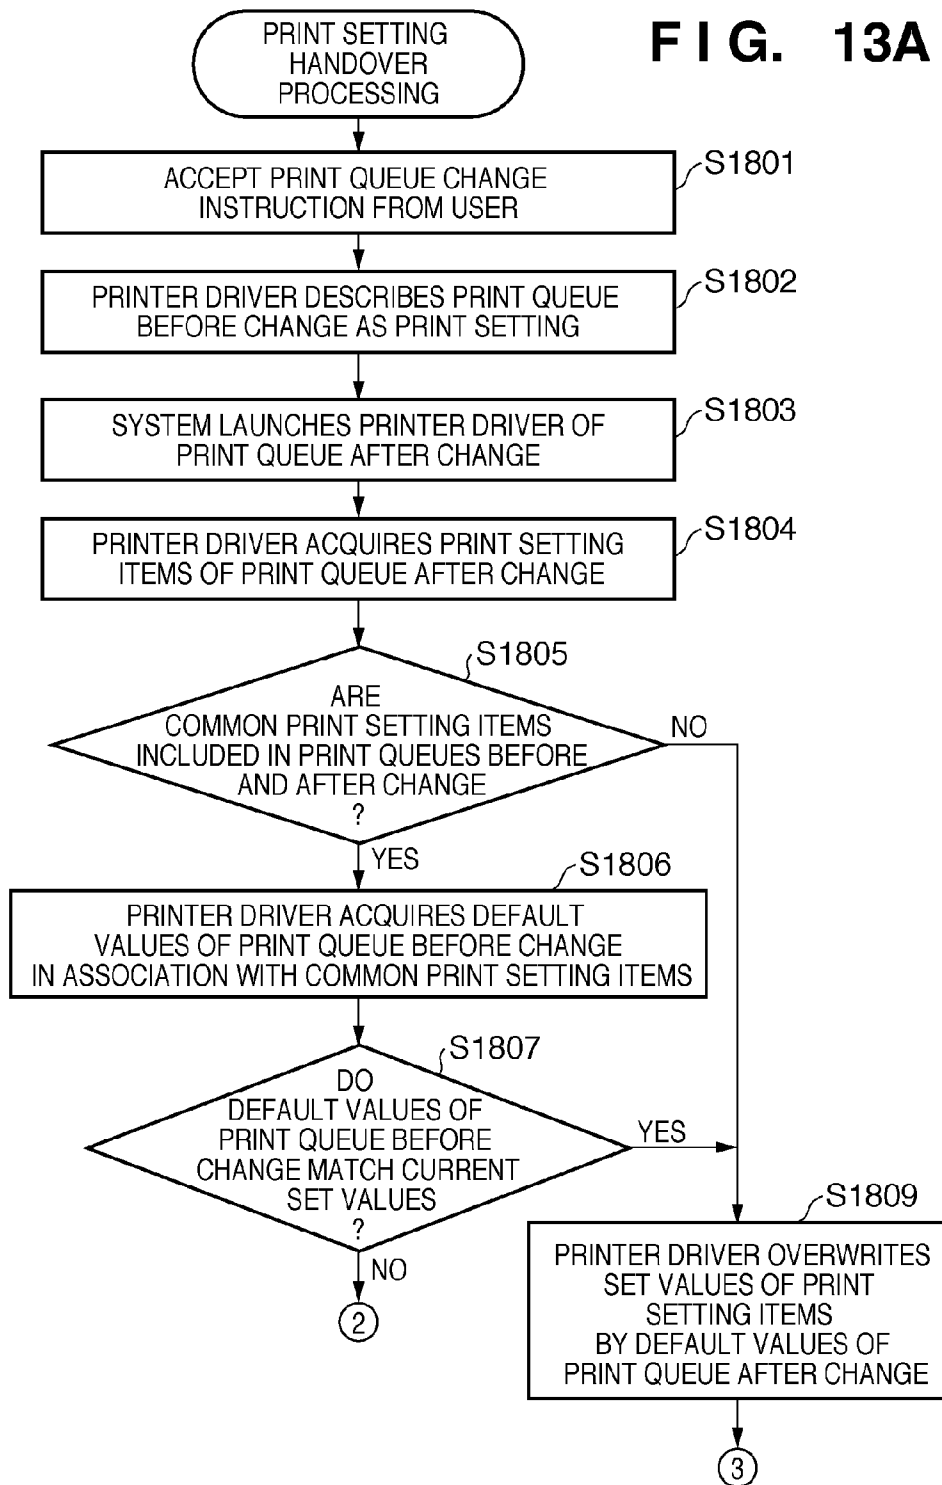 FIG. 13A
PRINT SETTING
HANDOVER
PROCESSING
S1801
ACCEPT PRINT QUEUE CHANGE
INSTRUCTION FROM USER
S1802
PRINTER DRIVER DESCRIBES PRINT QUEUE
BEFORE CHANGE AS PRINT SETTING
S1803
SYSTEM LAUNCHES PRINTER DRIVER OF
PRINT QUEUE AFTER CHANGE
S1804
PRINTER DRIVER ACQUIRES PRINT SETTING
ITEMS OF PRINT QUEUE AFTER CHANGE
S1805
ARE
COMMON PRINT SETTING ITEMS
INCLUDED IN PRINT QUEUES BEFORE
AND AFTER CHANGE
?
NO
YES
S1806
PRINTER DRIVER ACQUIRES DEFAULT
VALUES OF PRINT QUEUE BEFORE CHANGE
IN ASSOCIATION WITH COMMON PRINT SETTING ITEMS
S1807
DO
DEFAULT VALUES OF
PRINT QUEUE BEFORE
CHANGE MATCH CURRENT
SET VALUES
?
YES
NO
2
S1809
PRINTER DRIVER OVERWRITES
SET VALUES OF PRINT
SETTING ITEMS
BY DEFAULT VALUES OF
PRINT QUEUE AFTER CHANGE
3